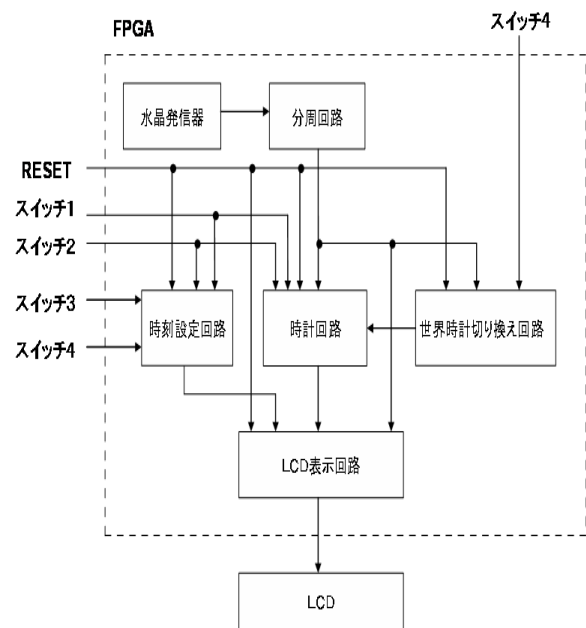 スイッチ4
FPGA
水晶発信器
分周回路
RESET
スイッチ1
スイッチ2
スイッチ3
スイッチ4
時刻設定回路
時計回路
世界時計切り換え回路
LCD表示回路
LCD